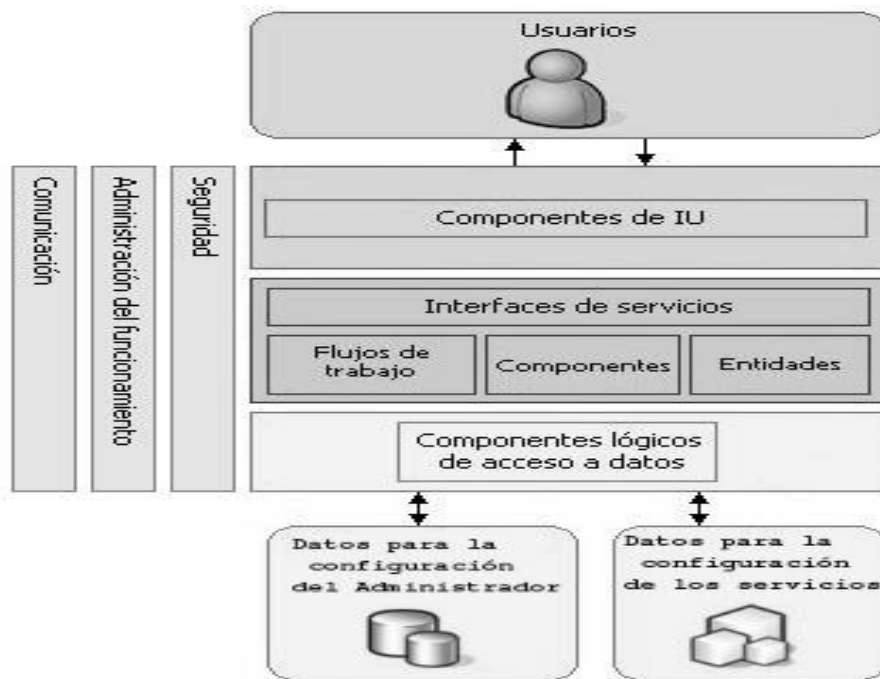 Usuarios
Comunicación
Administración del funcionamiento
Seguridad
Componentes de IU
Interfaces de servicios
Flujos de
trabajo
Componentes
Entidades
Componentes lógicos
de acceso a datos
Datos para la
configuración
del Administrador
Datos para la
configuración
de los servicios